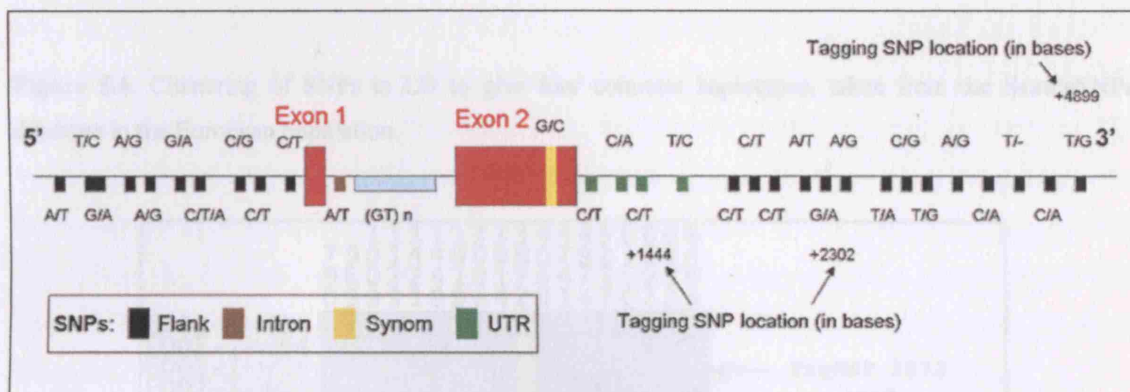 Tagging SNP location (in bases)
+4899
5' Exon 1 Exon 2 G/C 3'
T/C A/G G/A C/G C/T C/A T/C C/T A/T A/G C/G A/G T/- T/G
A/T G/A A/G C/T/A C/T A/T (GT) n C/T C/T C/T C/T G/A T/A T/G C/A C/A
+1444 +2302
SNPs: Flank Intron Synom UTR
Tagging SNP location (in bases)